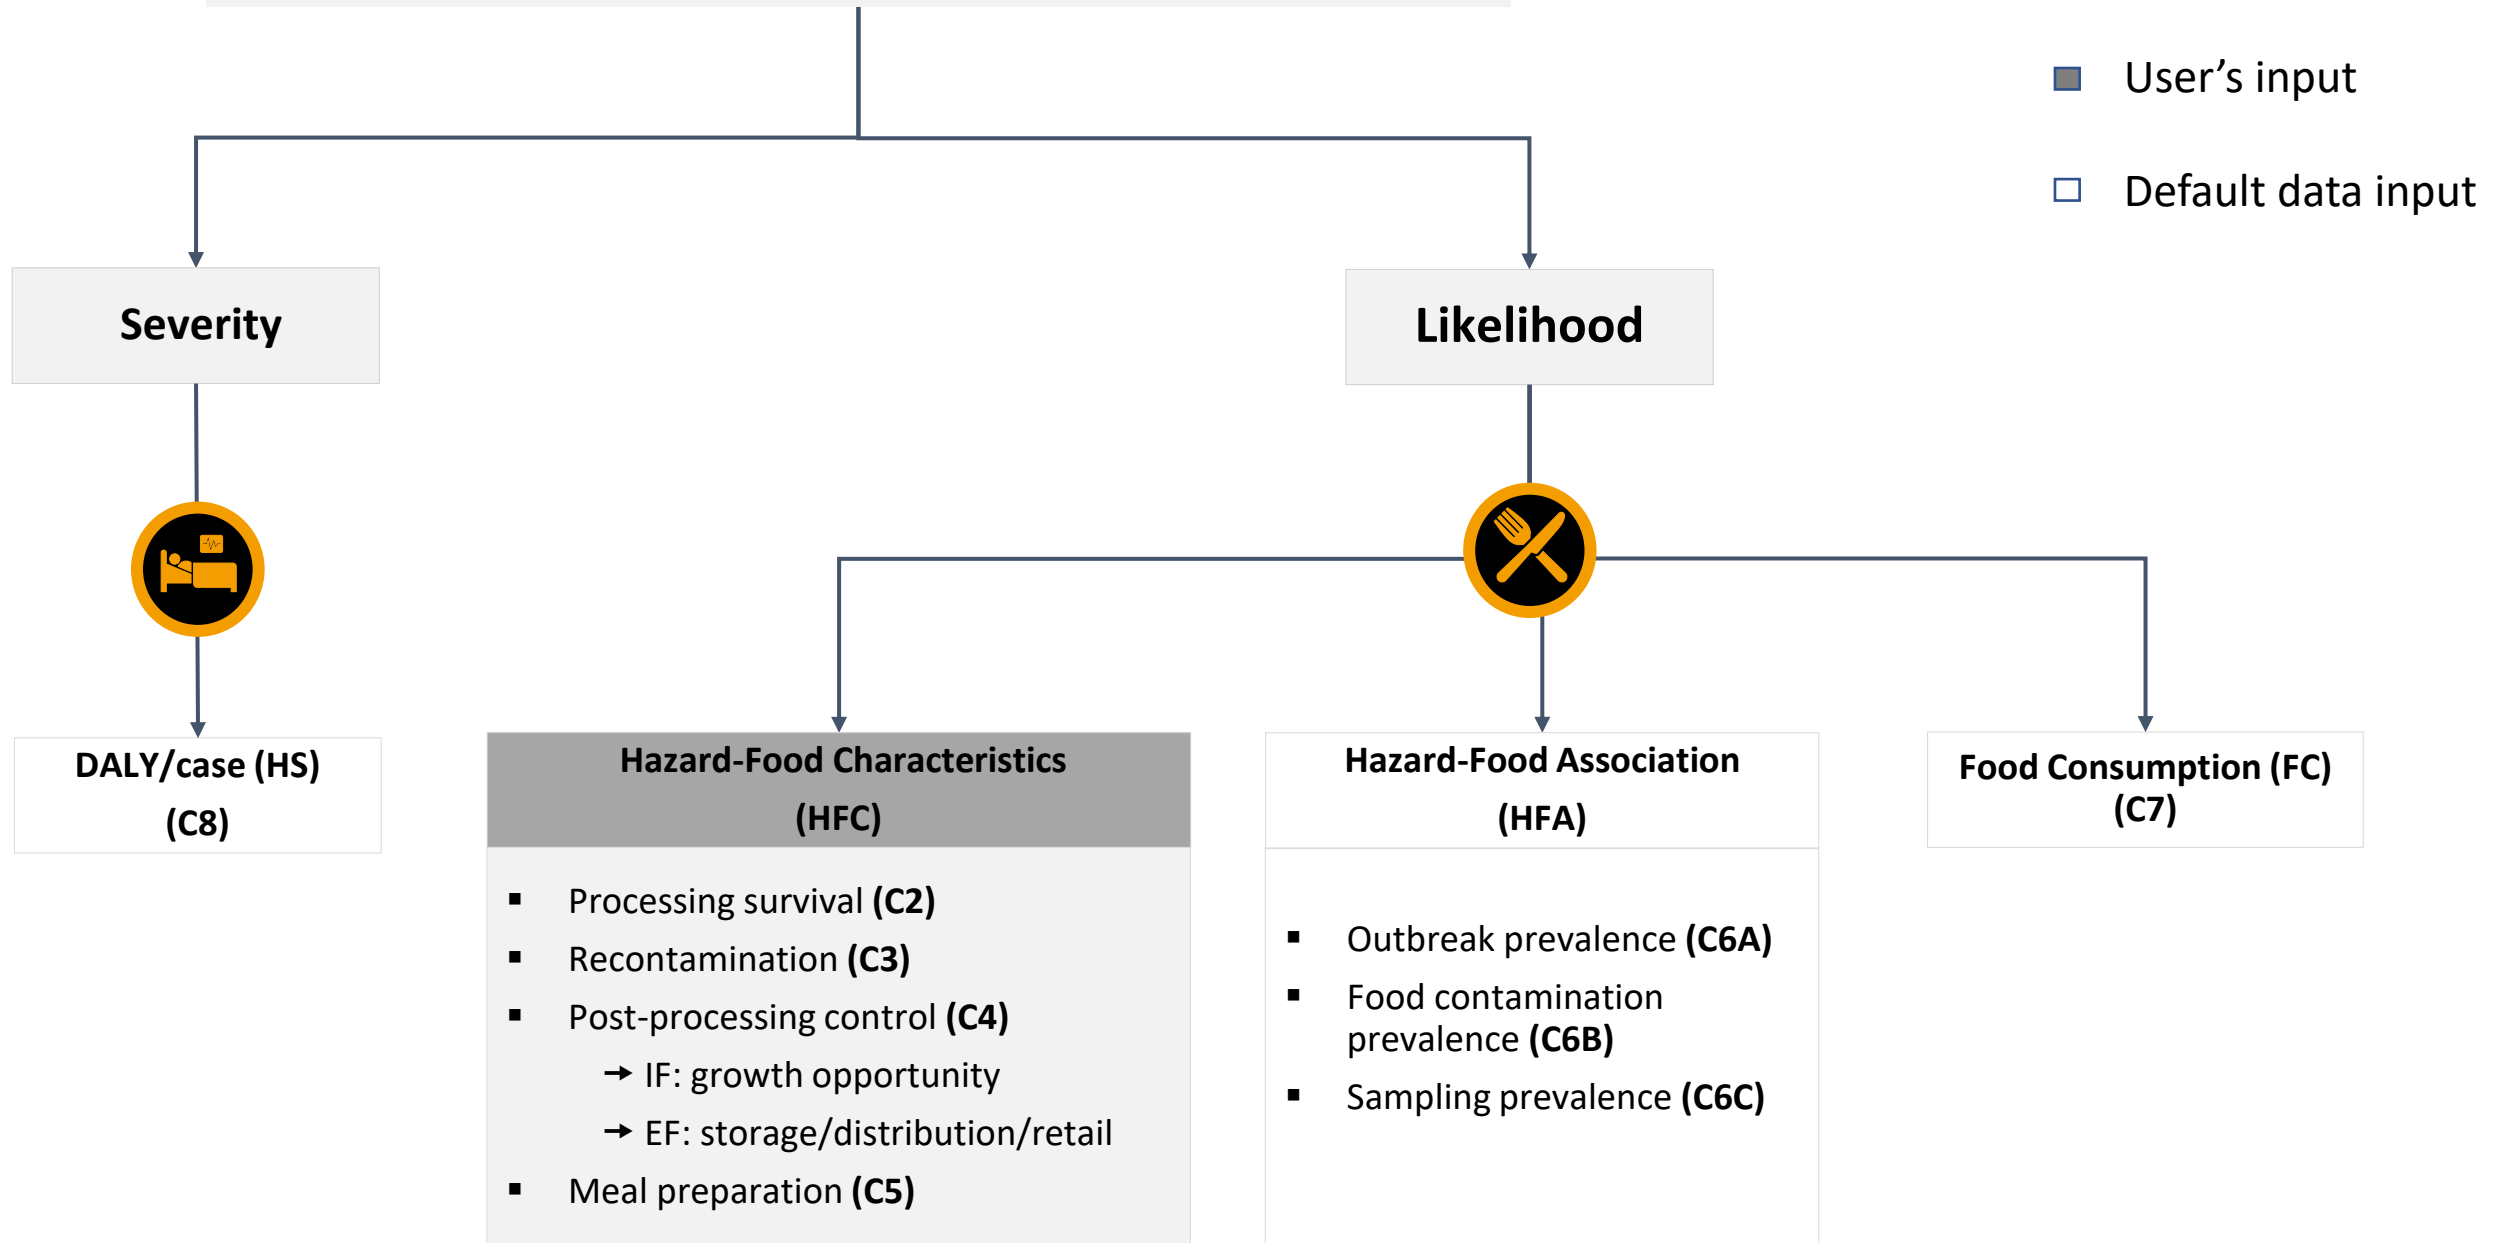 User’s input
Default data input
Severity
Likelihood
DALY/case (HS)
(C8)
Hazard-Food Characteristics
(HFC)
▪ Processing survival (C2)
▪ Recontamination (C3)
▪ Post-processing control (C4)
→ IF: growth opportunity
→ EF: storage/distribution/retail
▪ Meal preparation (C5)
Hazard-Food Association
(HFA)
▪ Outbreak prevalence (C6A)
▪ Food contamination
prevalence (C6B)
▪ Sampling prevalence (C6C)
Food Consumption (FC)
(C7)